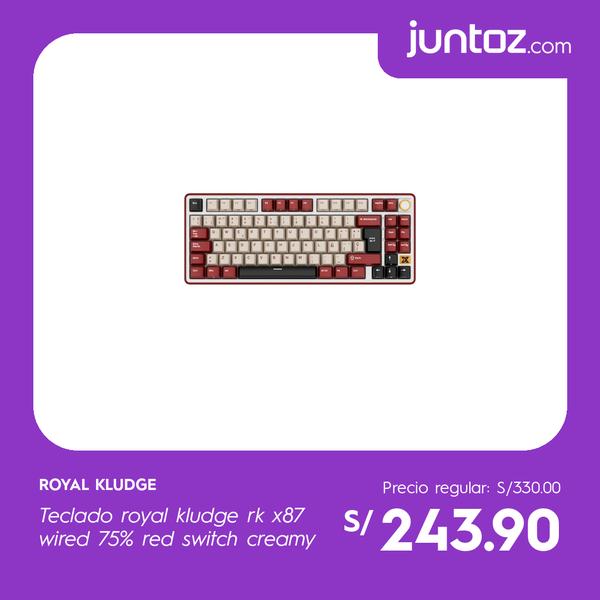 juntoz.com
ROYAL KLUDGE
Teclado royal kludge rk x87
wired 75% red switch creamy
Precio regular: S/330.00
S/ 243.90